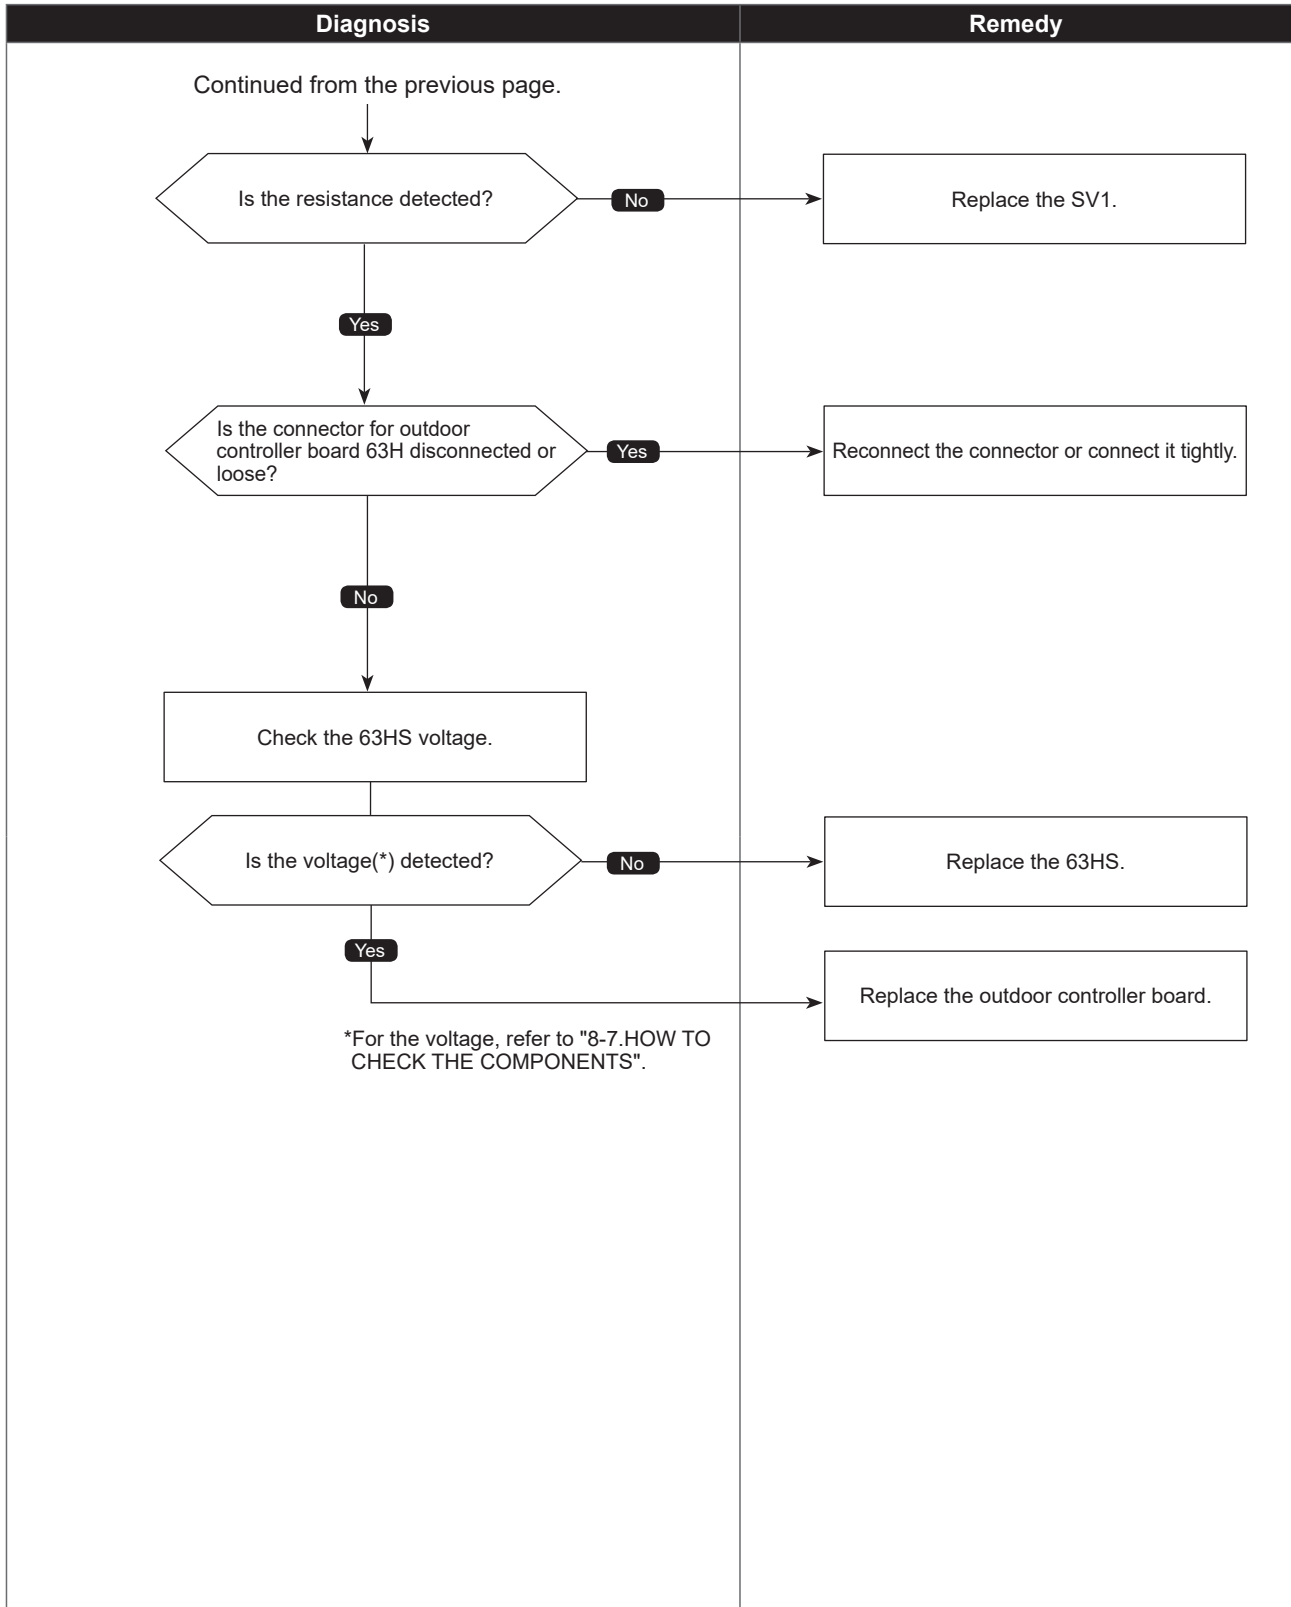 Diagnosis
Remedy
Continued from the previous page.
Is the resistance detected?
No
Replace the SV1.
Yes
Is the connector for outdoor
controller board 63H disconnected or
loose?
Yes
Reconnect the connector or connect it tightly.
No
Check the 63HS voltage.
Is the voltage(*) detected?
No
Replace the 63HS.
Yes
Replace the outdoor controller board.
*For the voltage, refer to "8-7.HOW TO
CHECK THE COMPONENTS".